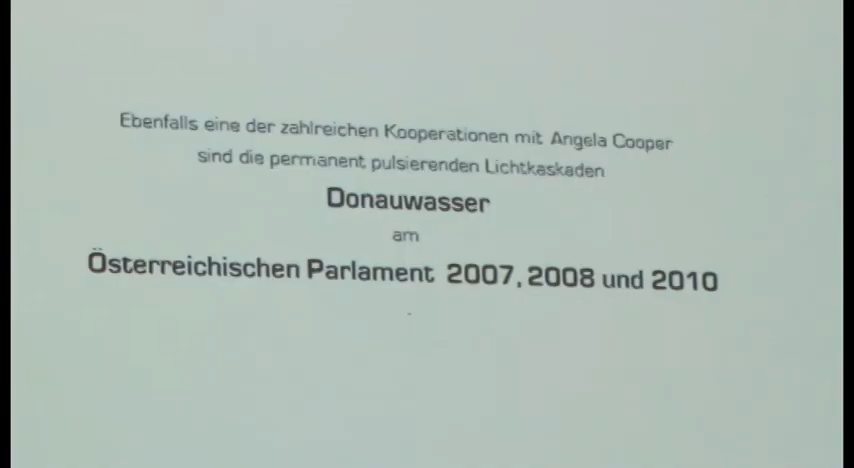 Ebenfalls eine der zahlreichen Kooperationen mit Angela Cooper
sind die permanent pulsierenden Lichtkaskaden
Donauwasser
am
Österreichischen Parlament 2007, 2008 und 2010